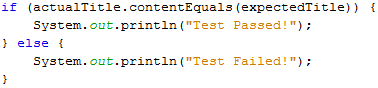 if (actualTitle.contentEquals(expectedTitle)) {
    System.out.println("Test Passed!");
} else {
    System.out.println("Test Failed!");
}